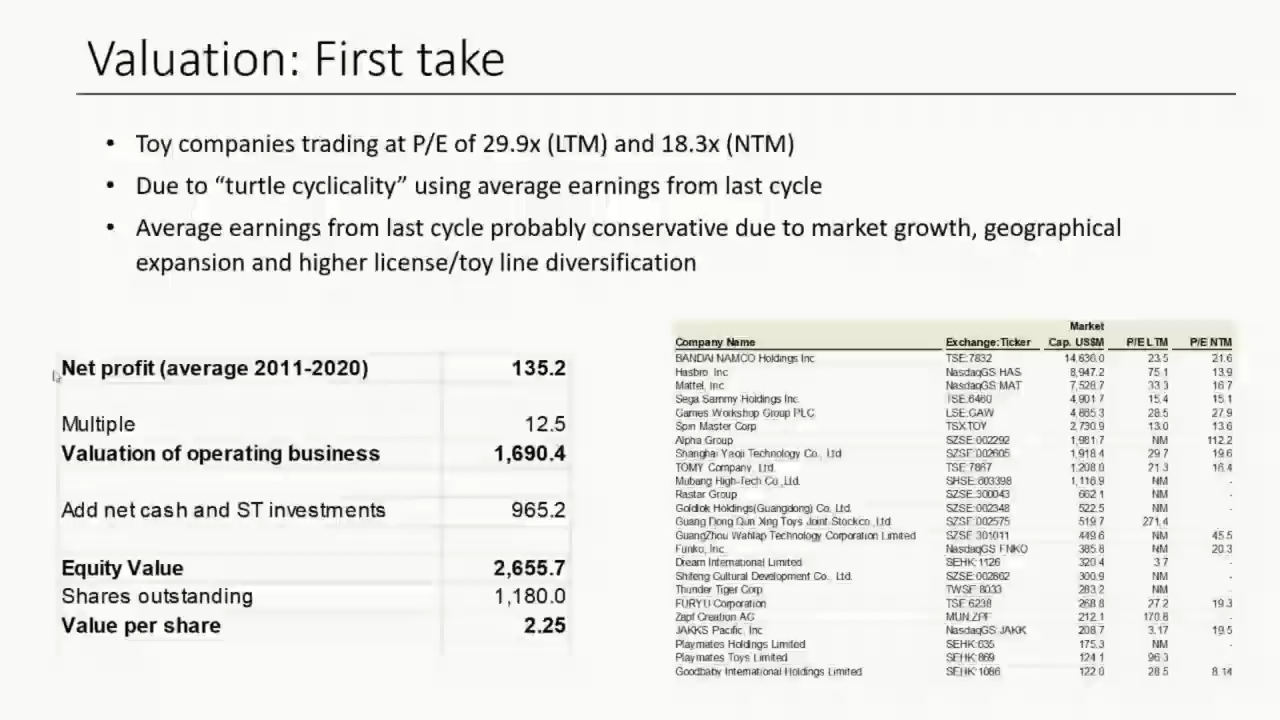 Valuation: First take
• Toy companies trading at P/E of 29.9x (LTM) and 18.3x (NTM)
• Due to “turtle cyclicality” using average earnings from last cycle
• Average earnings from last cycle probably conservative due to market growth, geographical
expansion and higher license/toy line diversification
Net profit (average 2011-2020) 135.2
Multiple 12.5
Valuation of operating business 1,690.4
Add net cash and ST investments 965.2
Equity Value 2,655.7
Shares outstanding 1,180.0
Value per share 2.25
Market
Company Name Exchange:Ticker Cap. US$M P/E LTM P/E NTM
BANDAI NAMCO Holdings Inc TSE:7832 14,636.0 23.5 21.6
Hasbro, Inc NasdaqGS:HAS 8,947.2 75.1 13.9
Mattel, Inc NasdaqGS:MAT 7,528.7 33.3 16.7
Sega Sammy Holdings Inc. TSE:6460 4,901.7 15.4 15.1
Games Workshop Group PLC LSE:GAW 4,865.3 28.5 27.9
Spin Master Corp TSX:TOY 2,730.9 13.0 13.6
Alpha Group SZSE:002292 1,981.7 NM 112.2
Shanghai Yaoji Technology Co., Ltd SZSE:002605 1,918.4 29.7 19.6
TOMY Company, Ltd. TSE:7867 1,208.0 21.3 16.4
Mubang High-Tech Co.,Ltd. SHSE:603398 1,116.9 NM -
Rastar Group SZSE:300043 662.1 NM -
Goldlok Holdings(Guangdong) Co. Ltd. SZSE:002348 522.5 NM -
Guang Dong Qun Xing Toys Joint-Stock co.,Ltd. SZSE:002575 519.7 271.4
GuangZhou Wahlap Technology Corporation Limited SZSE:301011 449.6 NM 45.5
Funko, Inc. NasdaqGS:FNKO 385.8 NM 20.3
Dream International Limited SEHK:1126 320.4 3.7 -
Shifeng Cultural Development Co., Ltd. SZSE:002862 300.9 NM -
Thunder Tiger Corp TWSE:8033 283.2 NM -
FURYU Corporation TSE:6238 268.8 27.2 19.3
Zapf Creation AG MUN:ZPF 212.1 170.8 -
JAKKS Pacific, Inc NasdaqGS:JAKK 208.7 3.17 19.5
Playmates Holdings Limited SEHK:635 175.3 NM -
Playmates Toys Limited SEHK:869 124.1 96.3 -
Goodbaby International Holdings Limited SEHK:1086 122.0 28.5 8.14